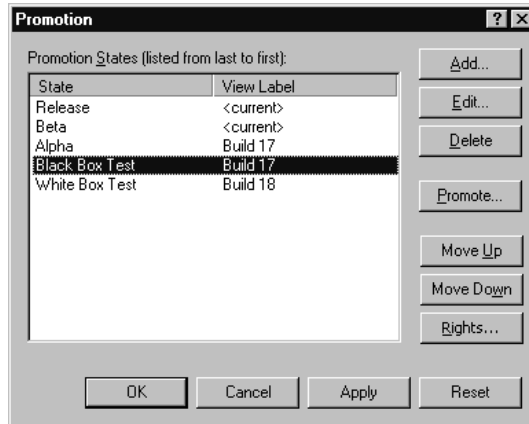 Promotion
Promotion States (listed from last to first):
State View Label
Release <current>
Beta <current>
Alpha Build 17
Black Box Test Build 17
White Box Test Build 18
Add...
Edit...
Delete
Promote...
Move Up
Move Down
Rights...
OK Cancel Apply Reset